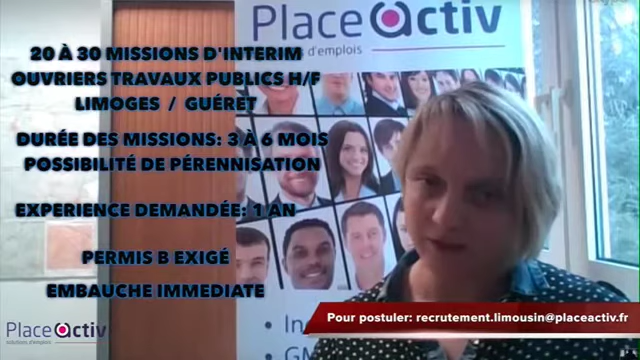 Place activ
d'emplois
20 À 30 MISSIONS D'INTERIM
OUVRIERS TRAVAUX PUBLICS H/F
LIMOGES / GUÉRET
DURÉE DES MISSIONS: 3 À 6 MOIS
POSSIBILITÉ DE PÉRENNISATION
EXPERIENCE DEMANDÉE: 1 AN
PERMIS B EXIGÉ
EMBAUCHE IMMEDIATE
Pour postuler: recrutement.limousin@placeactiv.fr
Place activ
solutions d'emplois
• In
• G